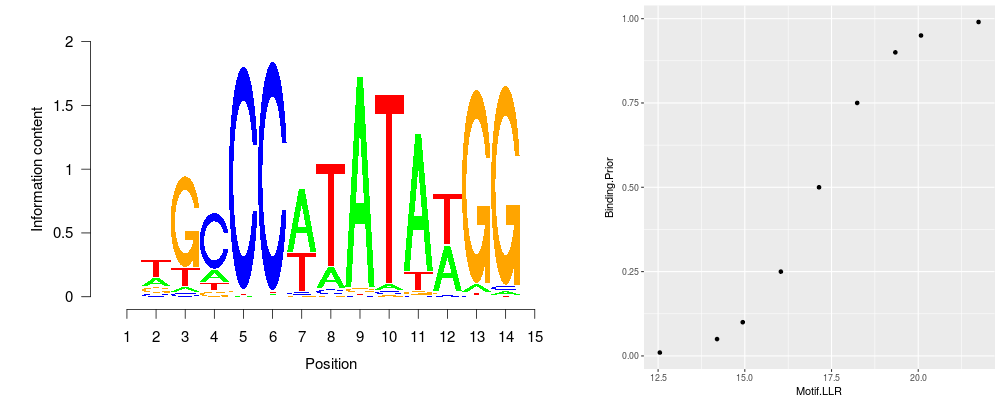 2
1.5
1
0.5
0
Information content
T A G C
G T A
C A T
C
C
A T
T A
A
T A
A T
T A
G A
G
1 2 3 4 5 6 7 8 9 10 11 12 13 14 15
Position
1.00
0.75
0.50
0.25
0.00
Binding.Prior
12.5 15.0 17.5 20.0
Motif.LLR